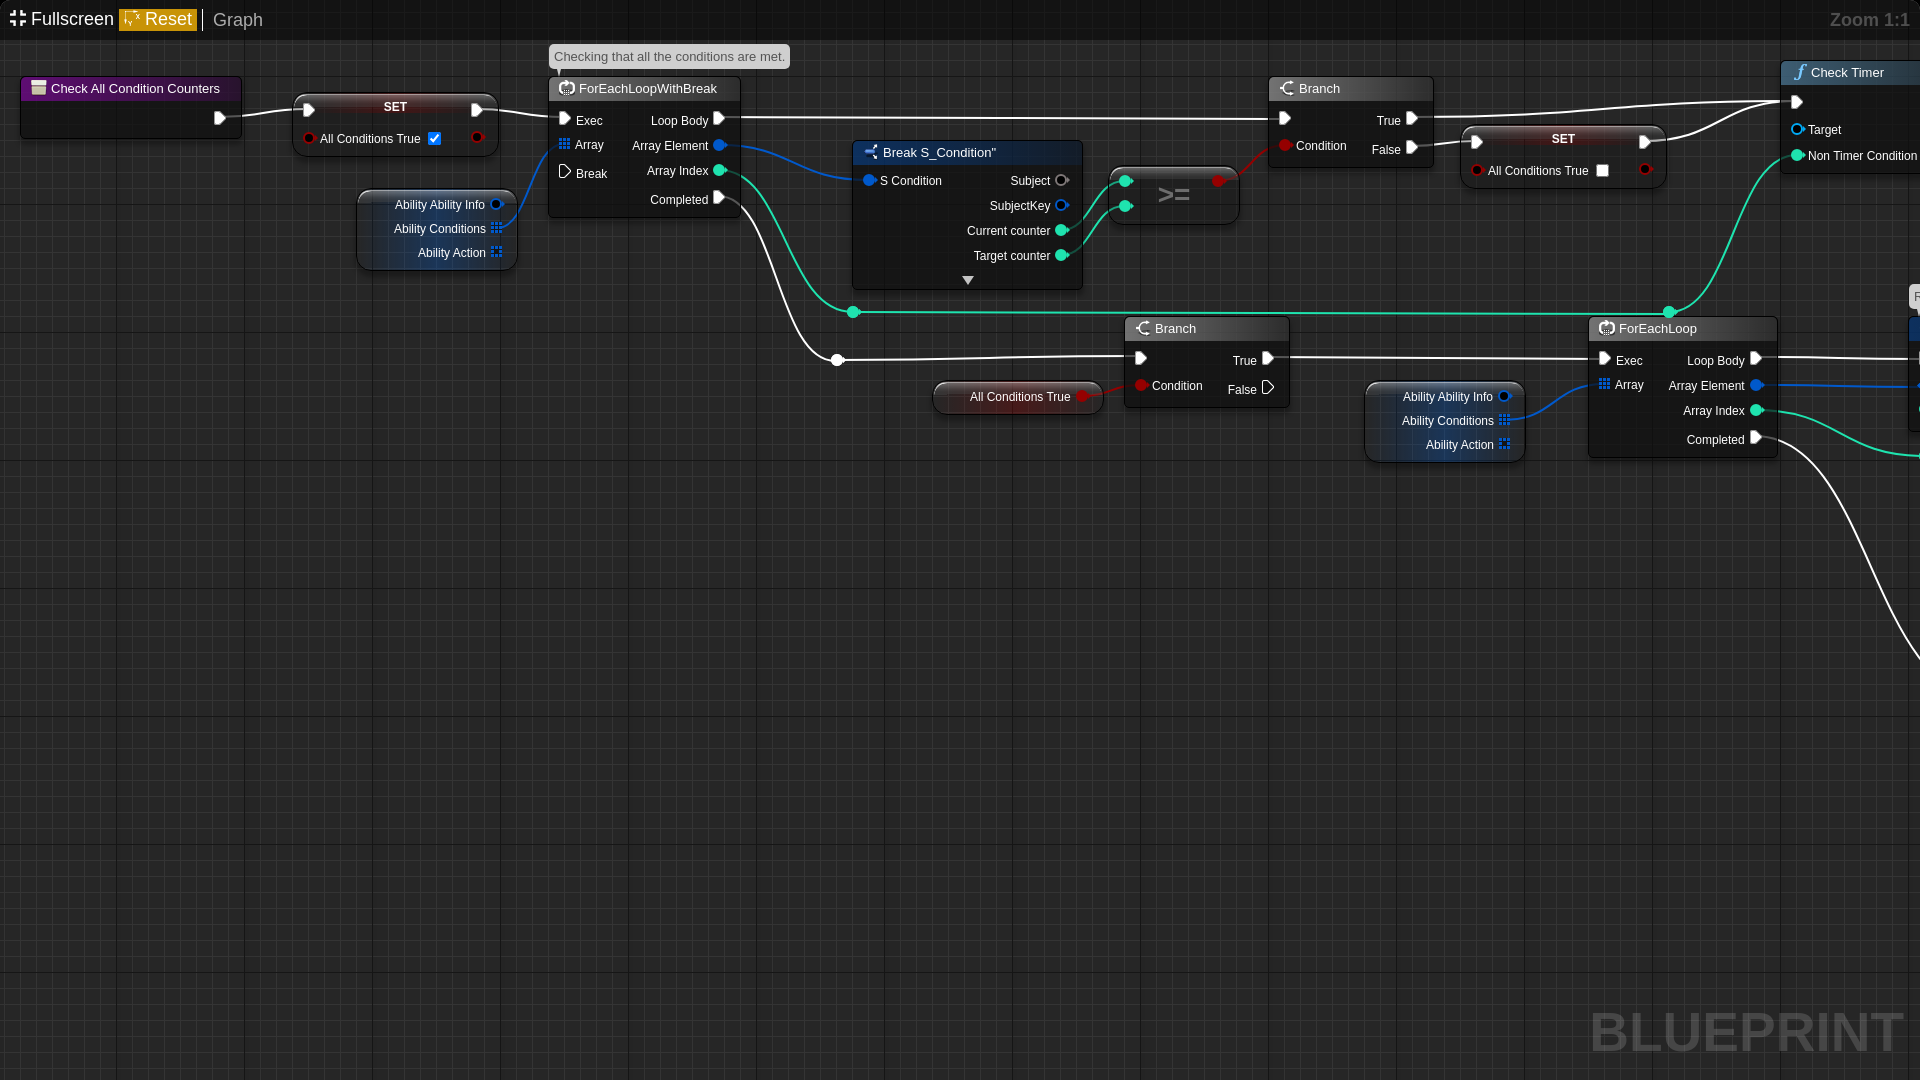 Fullscreen Reset Graph Zoom 1:1
Checking that all the conditions are met.
Check All Condition Counters
SET
All Conditions True
Ability Ability Info
Ability Conditions
Ability Action
ForEachLoopWithBreak
Exec Loop Body
Array Array Element
Array Index
Break
Completed
Break S_Condition"
S Condition Subject
SubjectKey
Current counter
Target counter
>=
Branch
True
Condition
False
SET
All Conditions True
Check Timer
Target
Non Timer Condition
All Conditions True
Branch
True
Condition
False
Ability Ability Info
Ability Conditions
Ability Action
ForEachLoop
Exec Loop Body
Array Array Element
Array Index
Completed
BLUEPRINT